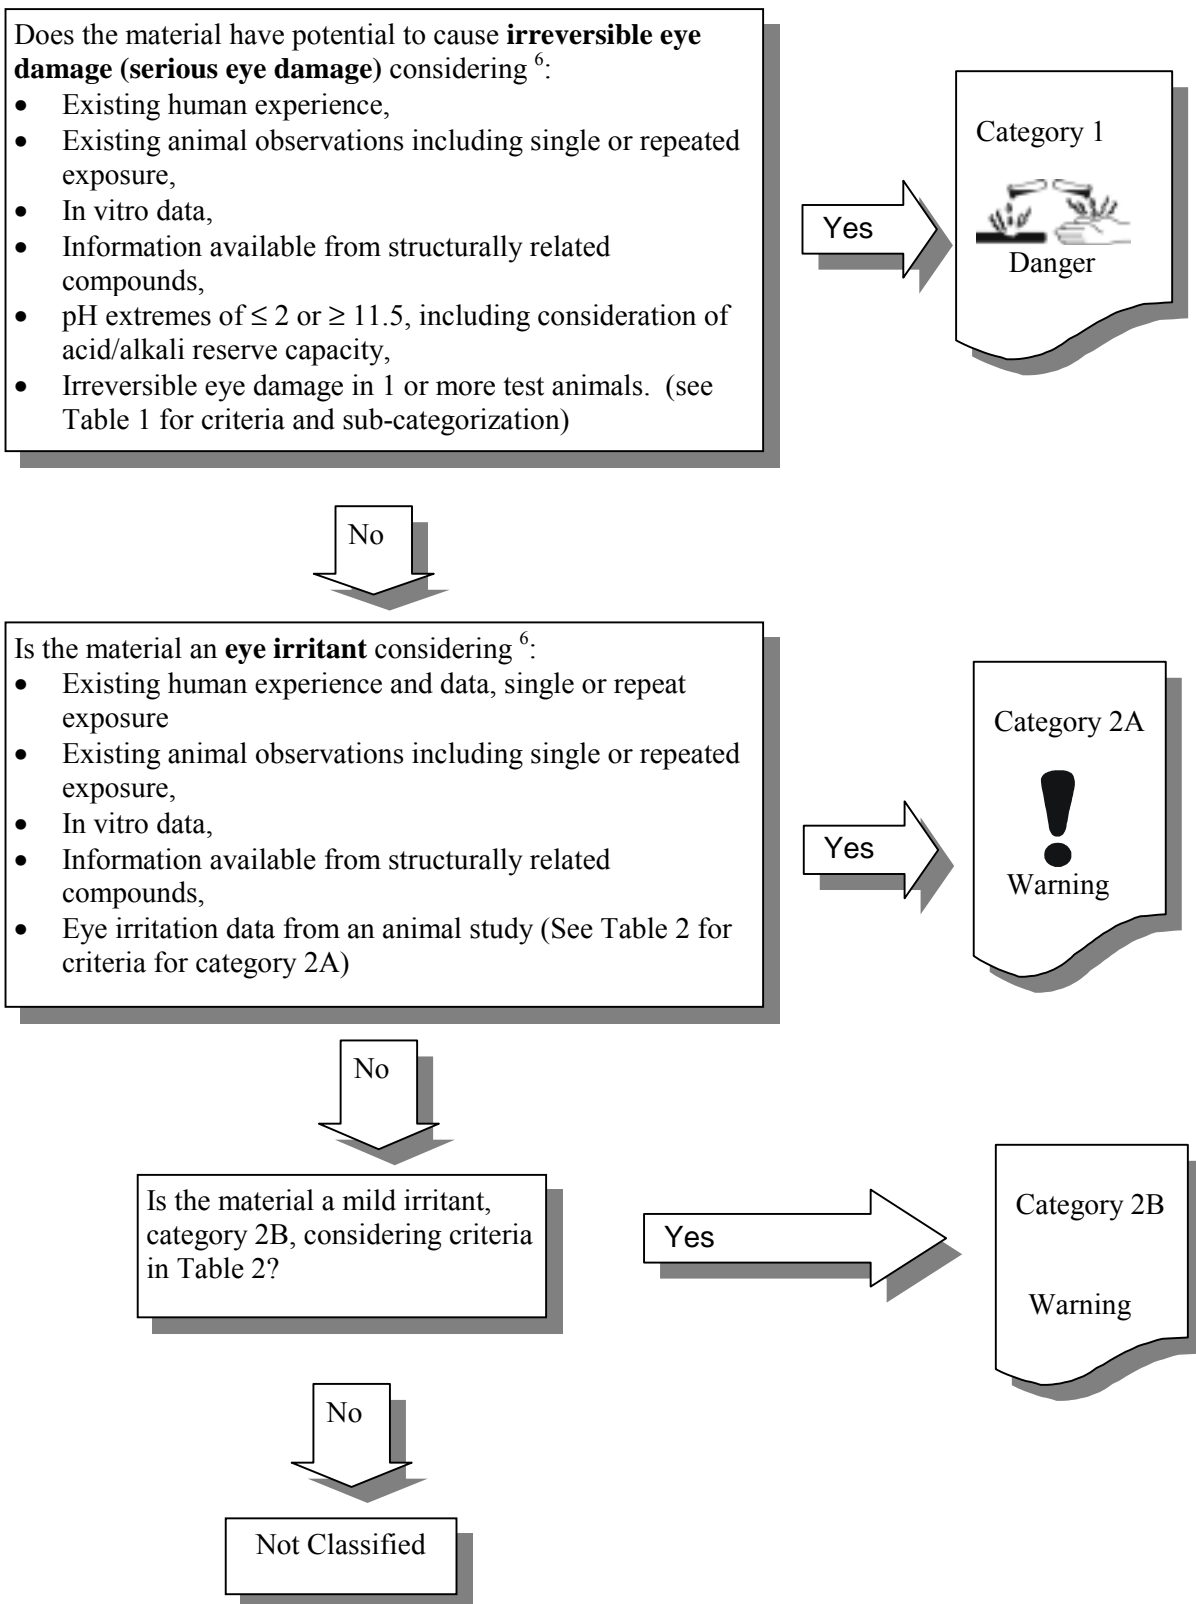 Does the material have potential to cause irreversible eye
damage (serious eye damage) considering 6:
• Existing human experience,
• Existing animal observations including single or repeated
exposure,
• In vitro data,
• Information available from structurally related
compounds,
• pH extremes of ≤ 2 or ≥ 11.5, including consideration of
acid/alkali reserve capacity,
• Irreversible eye damage in 1 or more test animals. (see
Table 1 for criteria and sub-categorization)
Yes
Category 1
Danger
No
Is the material an eye irritant considering 6:
• Existing human experience and data, single or repeat
exposure
• Existing animal observations including single or repeated
exposure,
• In vitro data,
• Information available from structurally related
compounds,
• Eye irritation data from an animal study (See Table 2 for
criteria for category 2A)
Yes
Category 2A
Warning
No
Is the material a mild irritant,
category 2B, considering criteria
in Table 2?
Yes
Category 2B
Warning
No
Not Classified